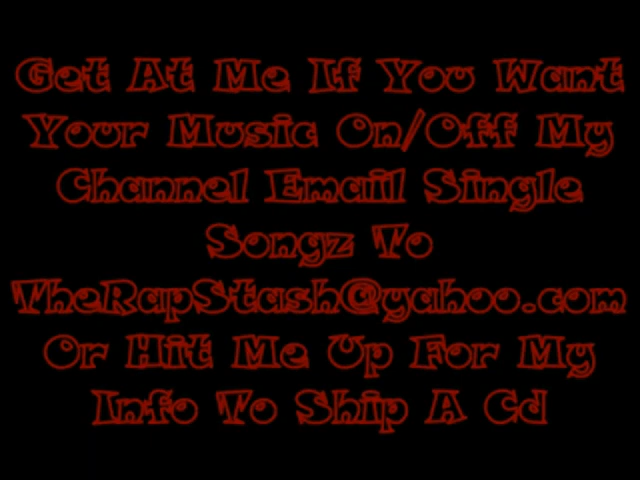 Get At Me If You Want
Your Music On/Off My
Channel Email Single
Songz To
TheRapStash@yahoo.com
Or Hit Me Up For My
Info To Ship A Cd